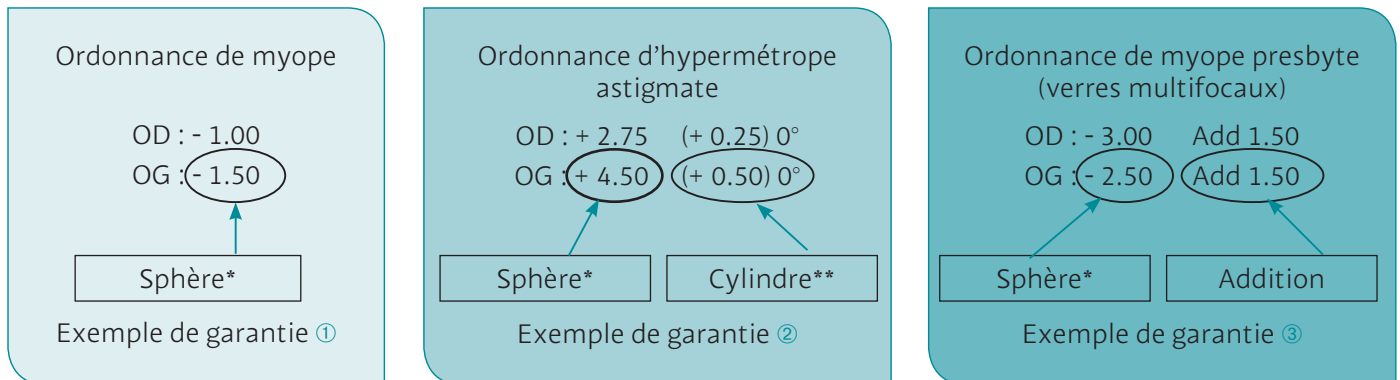 Ordonnance de myope
OD : - 1.00
OG : - 1.50
Sphère*
Exemple de garantie ①
Ordonnance d’hypermétrope
astigmate
OD : + 2.75 (+ 0.25) 0°
OG : + 4.50 (+ 0.50) 0°
Sphère* Cylindre**
Exemple de garantie ②
Ordonnance de myope presbyte
(verres multifocaux)
OD : - 3.00 Add 1.50
OG : - 2.50 Add 1.50
Sphère* Addition
Exemple de garantie ③